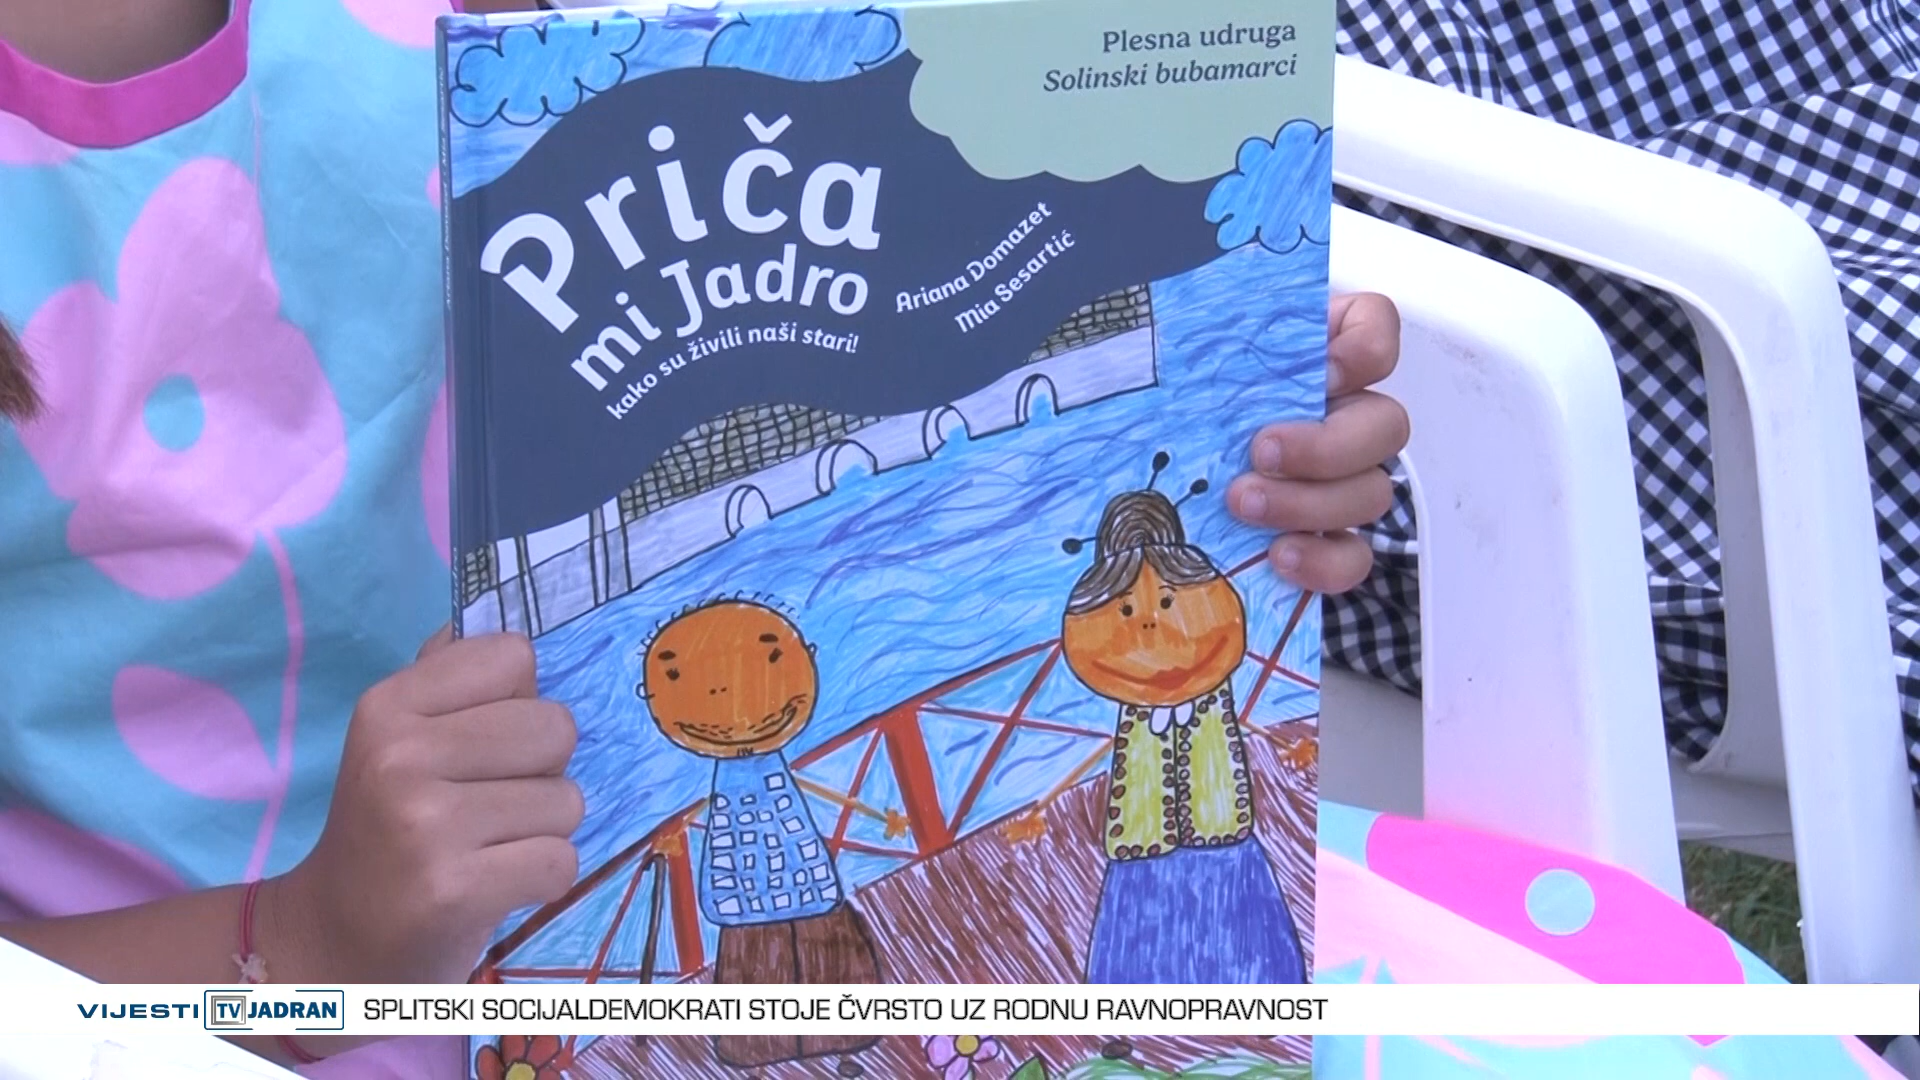 Plesna udruga
Solinski bubamarci
Priča
mi Jadro
kako su živili naši stari!
Ariana Domazet
Mia Sesartić
VIJESTI TV JADRAN SPLITSKI SOCIJALDEMOKRATI STOJE ČVRSTO UZ RODNU RAVNOPRAVNOST